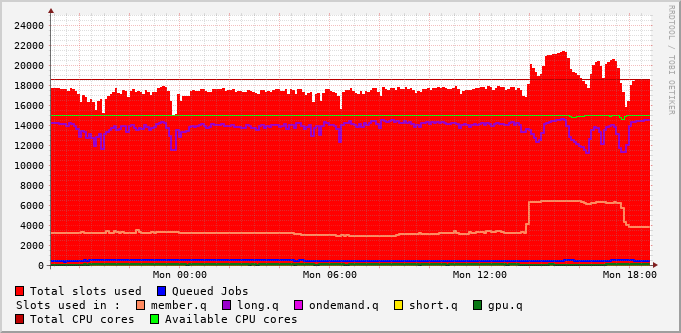 24000
22000
20000
18000
16000
14000
12000
10000
8000
6000
4000
2000
0
Mon 00:00 Mon 06:00 Mon 12:00 Mon 18:00
Total slots used Queued Jobs
Slots used in : member.q long.q ondemand.q short.q gpu.q
Total CPU cores Available CPU cores
RRDTOOL / TOBI OETIKER